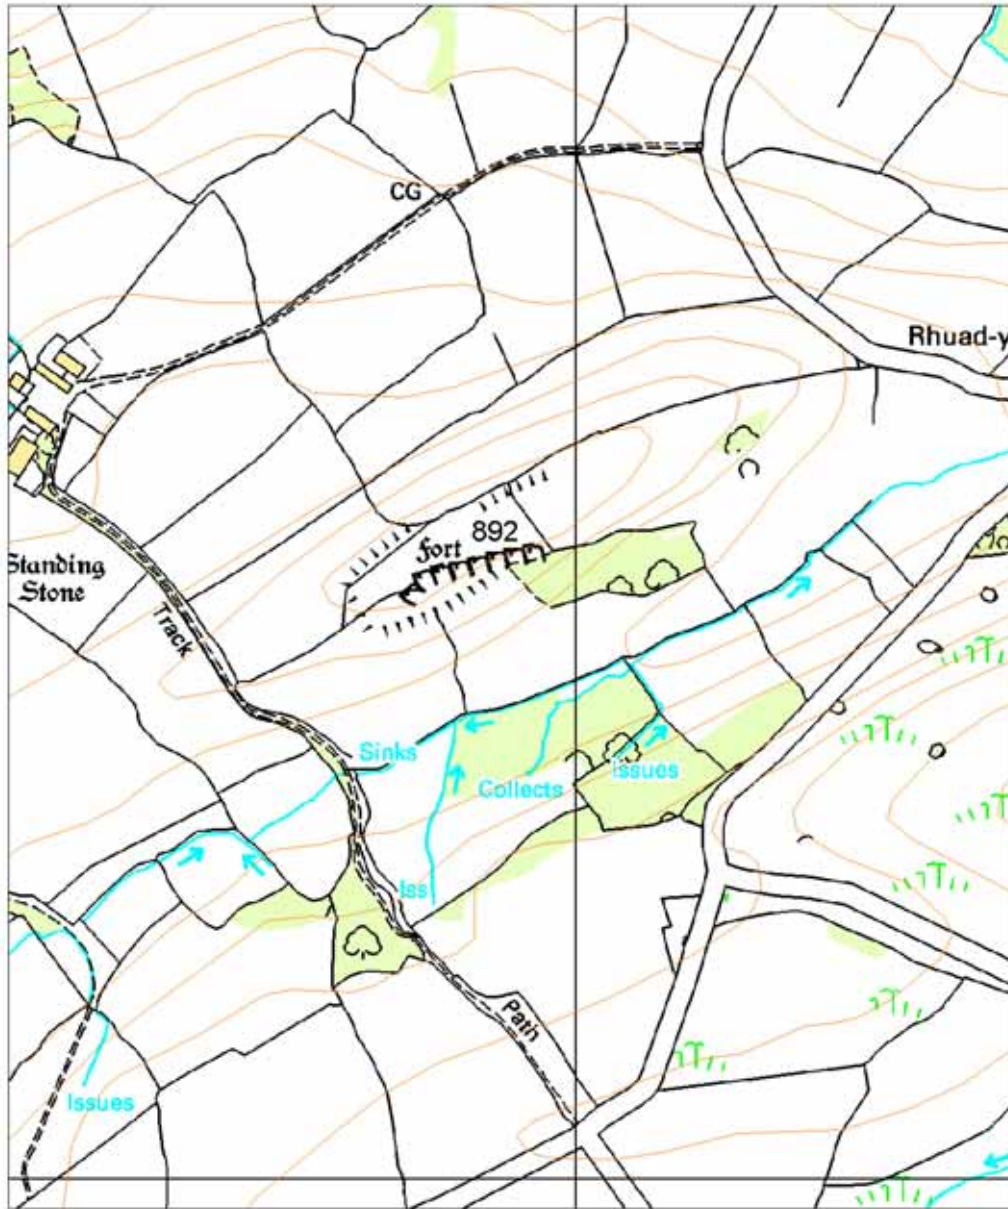 CG
Rhuad-y
892
Fort
Standing
Stone
Track
Sinks
Issues
Collects
Iss
Path
Issues